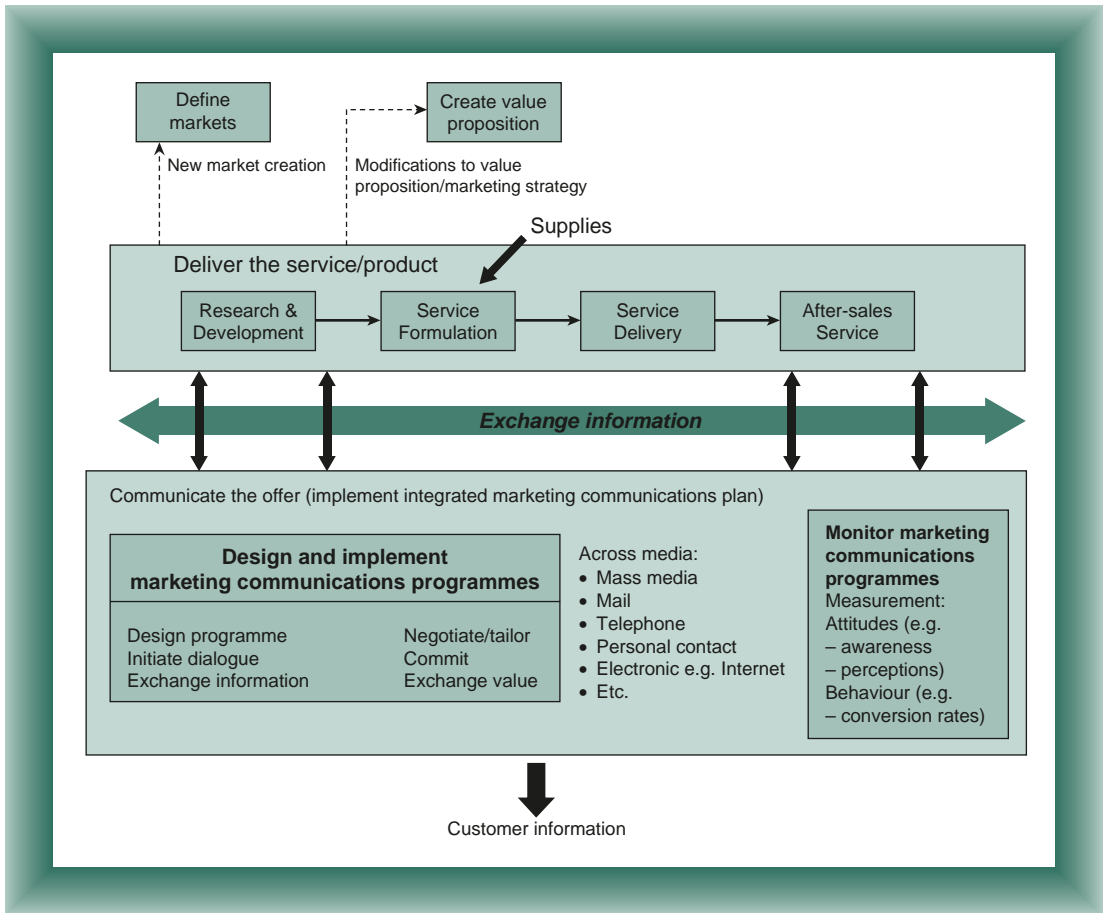 Define
markets
Create value
proposition
New market creation
Modifications to value
proposition/marketing strategy
Supplies
Deliver the service/product
Research &
Development
Service
Formulation
Service
Delivery
After-sales
Service
Exchange information
Communicate the offer (implement integrated marketing communications plan)
Design and implement
marketing communications programmes
Design programme
Initiate dialogue
Exchange information
Negotiate/tailor
Commit
Exchange value
Across media:
• Mass media
• Mail
• Telephone
• Personal contact
• Electronic e.g. Internet
• Etc.
Monitor marketing
communications
programmes
Measurement:
Attitudes (e.g.
– awareness
– perceptions)
Behaviour (e.g.
– conversion rates)
Customer information